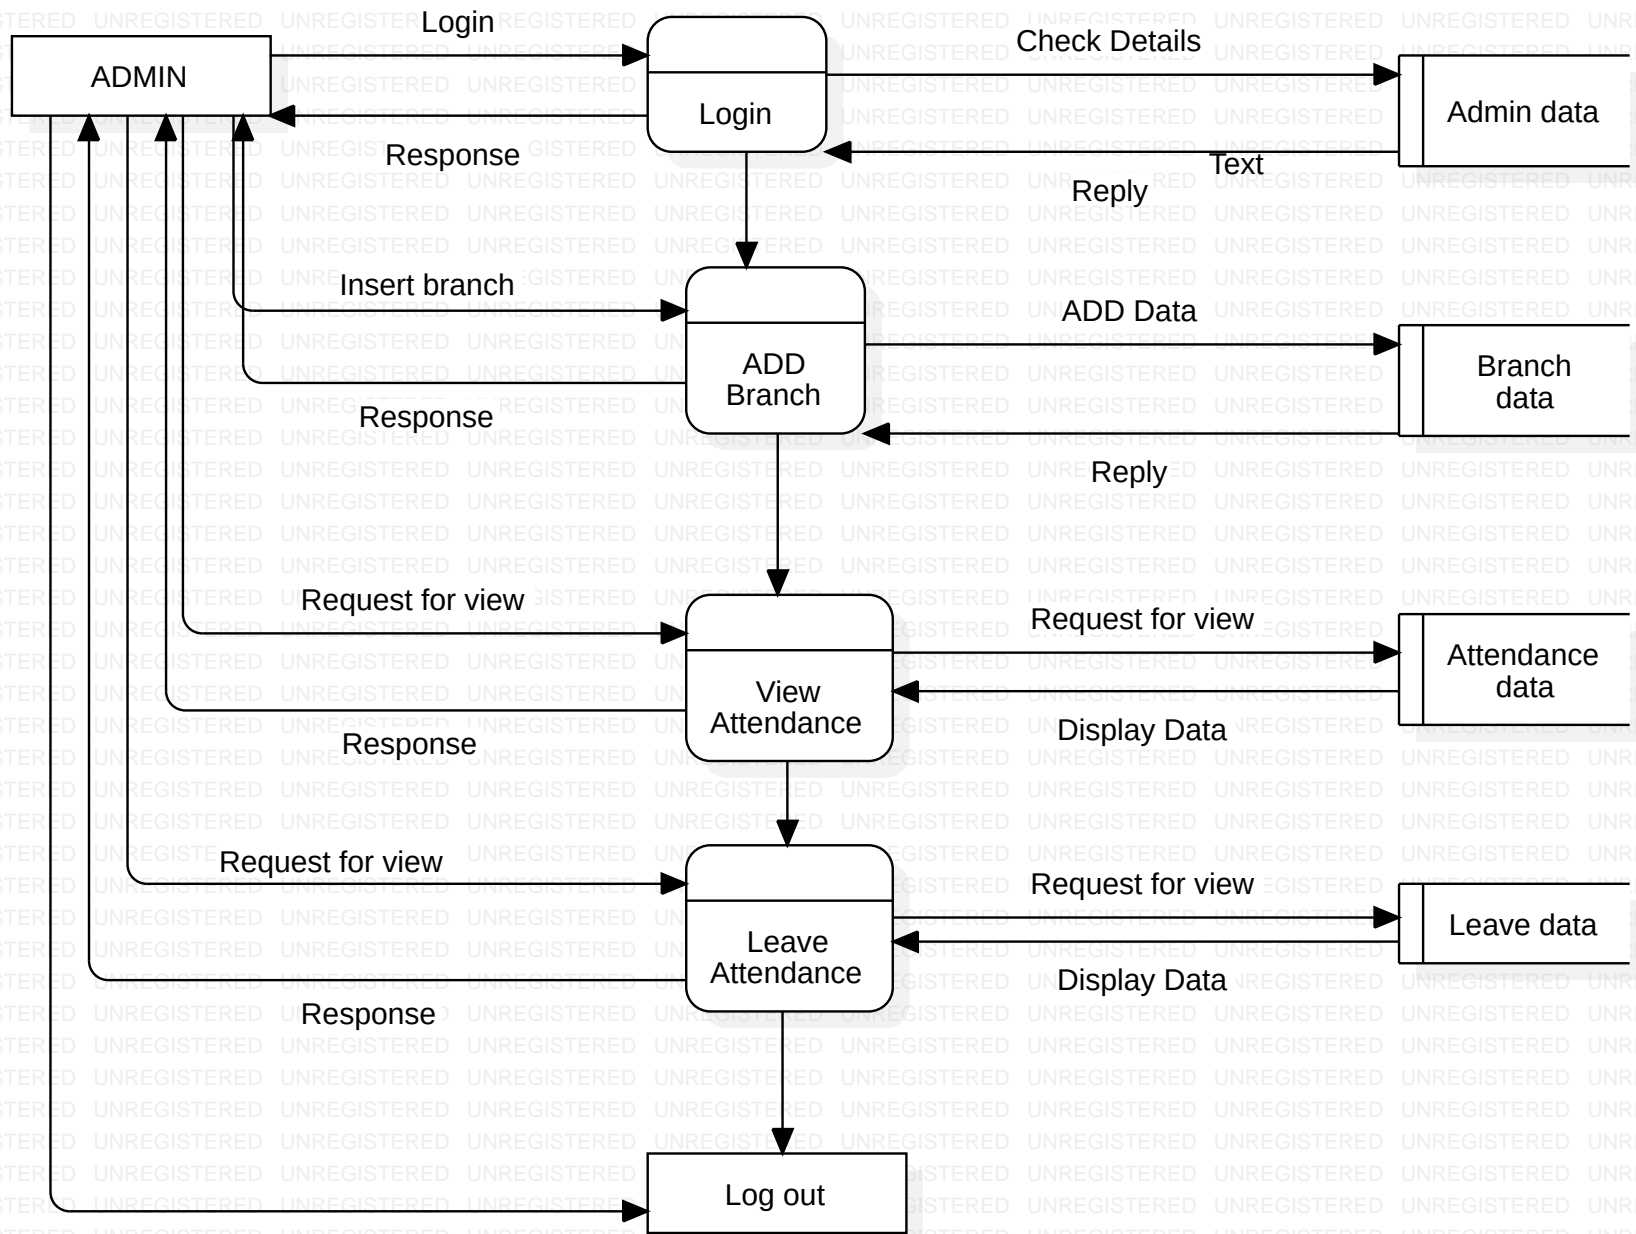 Login
ADMIN
Login
Check Details
Admin data
Response
Text
Reply
Insert branch
ADD
Branch
ADD Data
Branch
data
Response
Reply
Request for view
View
Attendance
Request for view
Attendance
data
Response
Display Data
Request for view
Leave
Attendance
Request for view
Leave data
Response
Display Data
Log out
UNREGISTERED